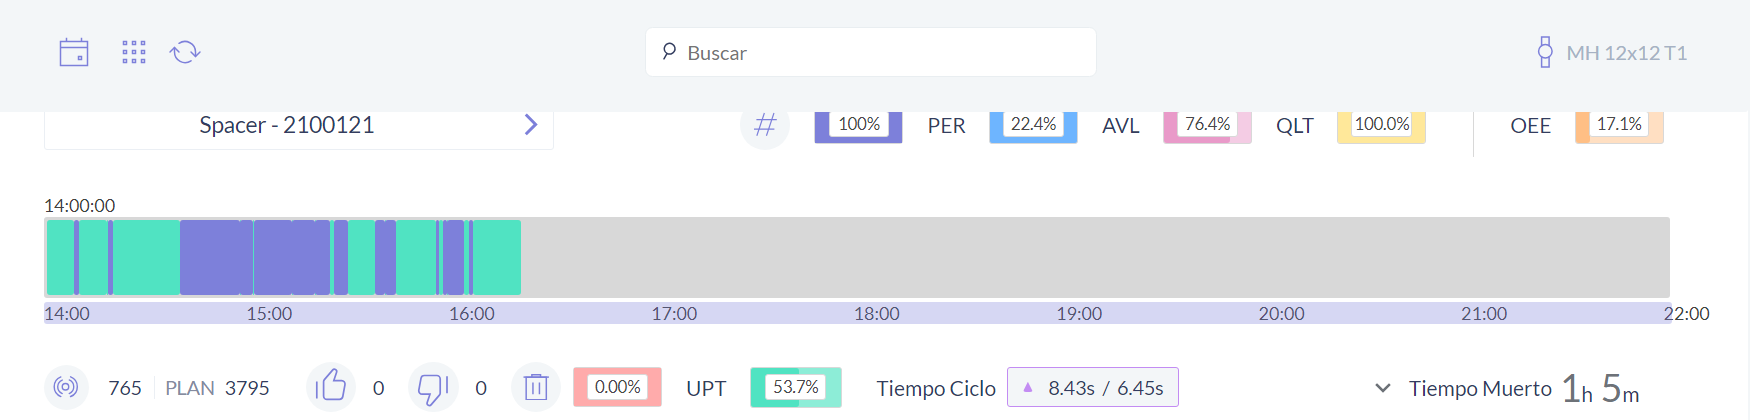 Buscar
MH 12x12 T1
Spacer - 2100121
100% PER 22.4% AVL 76.4% QLT 100.0% OEE 17.1%
14:00:00
14:00 15:00 16:00 17:00 18:00 19:00 20:00 21:00 22:00
765 PLAN 3795 0 0 0.00% UPT 53.7% Tiempo Ciclo 8.43s / 6.45s Tiempo Muerto 1h 5m